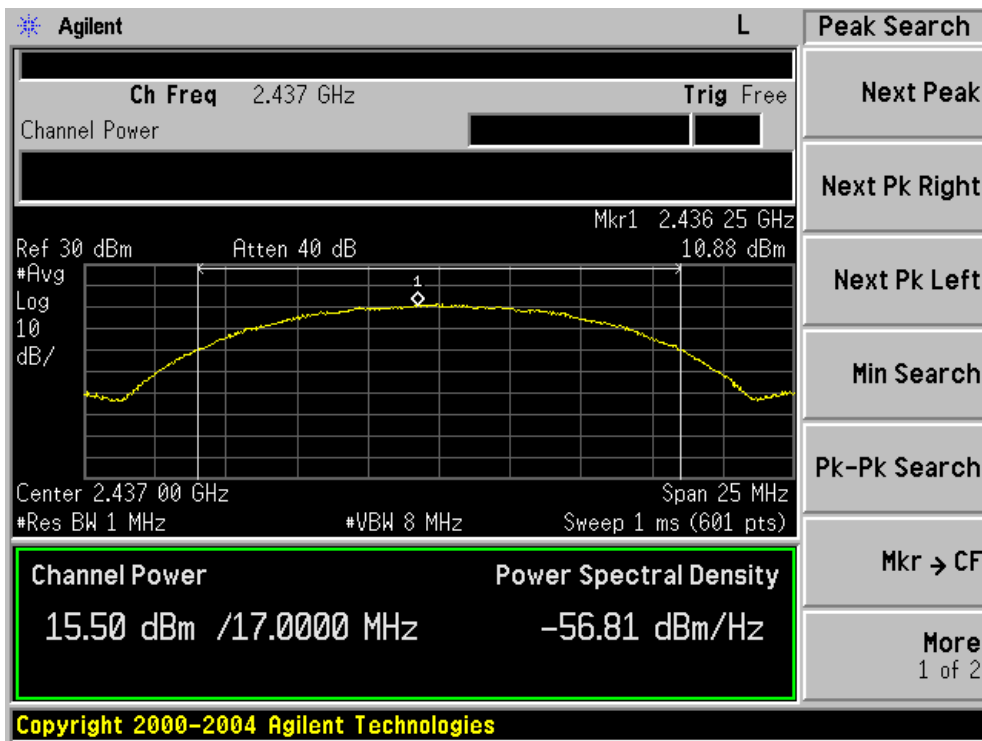 Agilent L Peak Search
Ch Freq 2.437 GHz Trig Free
Channel Power
Mkr1 2.436 25 GHz
Ref 30 dBm Atten 40 dB 10.88 dBm
#Avg
Log
10
dB/
1
Center 2.437 00 GHz Span 25 MHz
#Res BW 1 MHz #VBW 8 MHz Sweep 1 ms (601 pts)
Channel Power Power Spectral Density
15.50 dBm /17.0000 MHz -56.81 dBm/Hz
Copyright 2000-2004 Agilent Technologies
Next Peak
Next Pk Right
Next Pk Left
Min Search
Pk-Pk Search
Mkr → CF
More
1 of 2